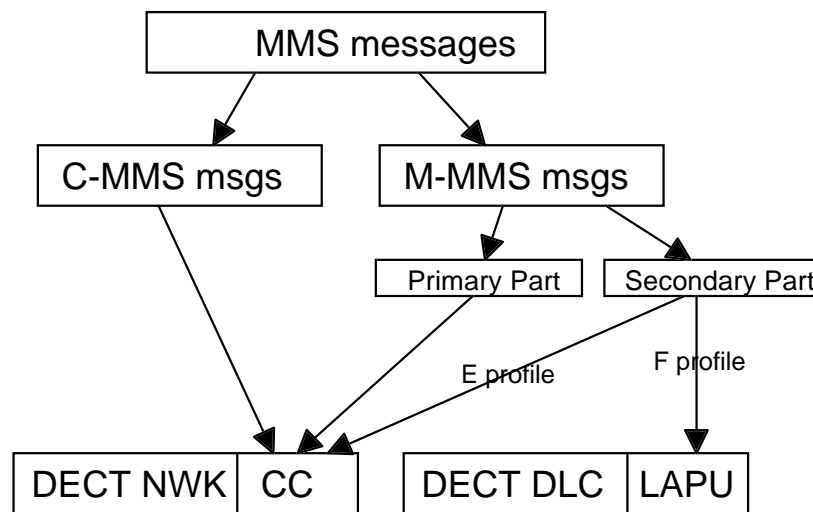 MMS messages
C-MMS msgs
M-MMS msgs
Primary Part
Secondary Part
E profile
F profile
DECT NWK
CC
DECT DLC
LAPU